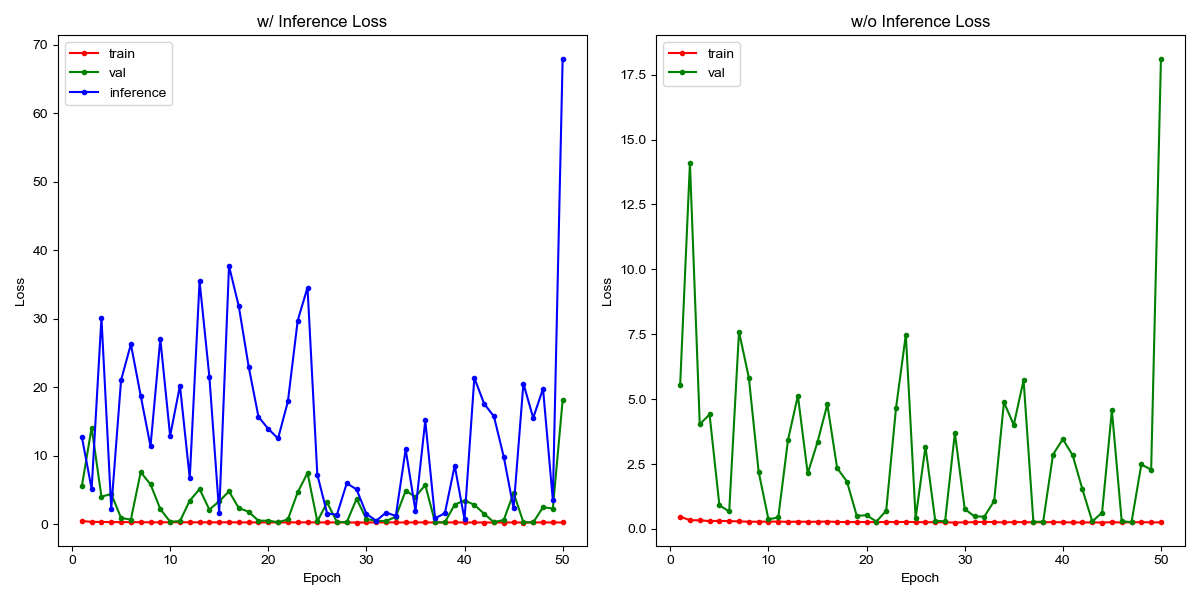 w/ Inference Loss
train
val
inference
70
60
50
40
30
20
10
0
Loss
0 10 20 30 40 50
Epoch
w/o Inference Loss
train
val
17.5
15.0
12.5
10.0
7.5
5.0
2.5
0.0
Loss
0 10 20 30 40 50
Epoch